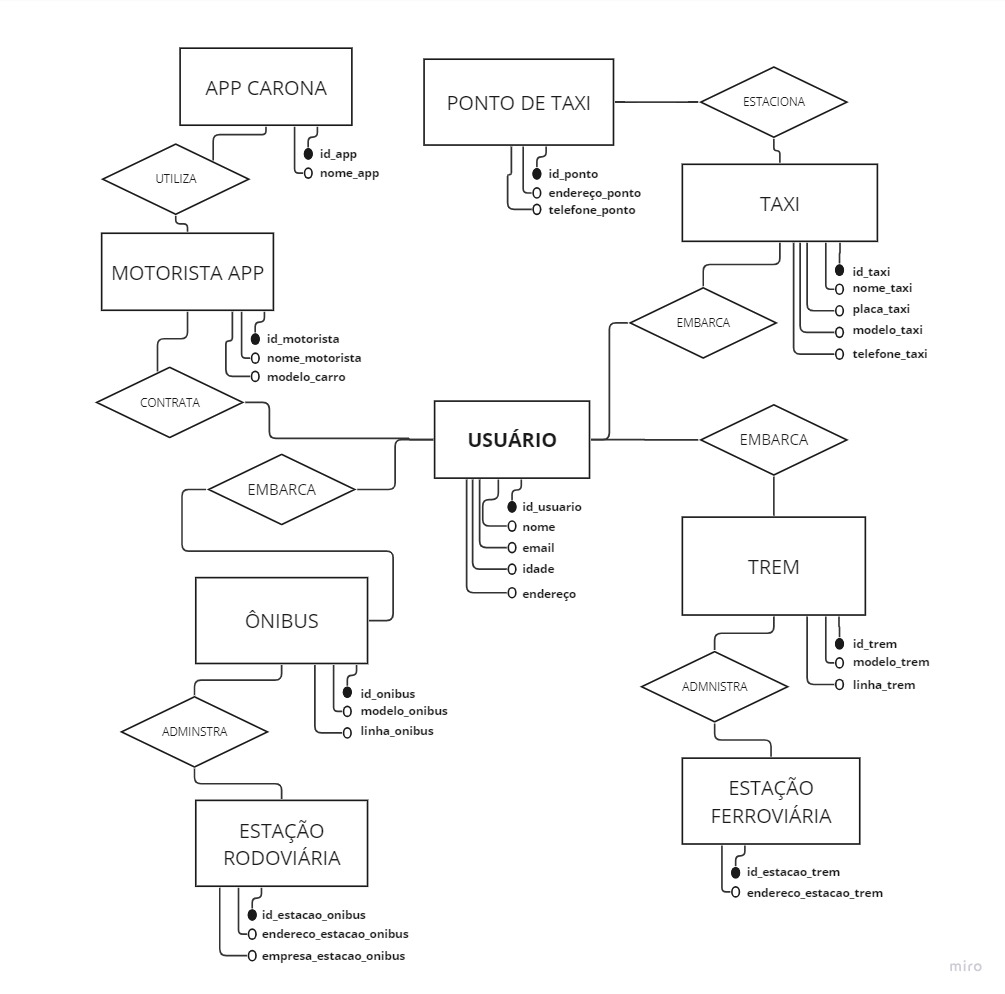 APP CARONA
id_app
nome_app
UTILIZA
MOTORISTA APP
id_motorista
nome_motorista
modelo_carro
CONTRATA
PONTO DE TAXI
id_ponto
endereço_ponto
telefone_ponto
ESTACIONA
TAXI
id_taxi
nome_taxi
placa_taxi
modelo_taxi
telefone_taxi
EMBARCA
USUÁRIO
id_usuario
nome
email
idade
endereço
EMBARCA
EMBARCA
ÔNIBUS
id_onibus
modelo_onibus
linha_onibus
ADMINSTRA
ESTAÇÃO
RODOVIÁRIA
id_estacao_onibus
endereco_estacao_onibus
empresa_estacao_onibus
TREM
id_trem
modelo_trem
linha_trem
ADMNISTRA
ESTAÇÃO
FERROVIÁRIA
id_estacao_trem
endereco_estacao_trem
miro